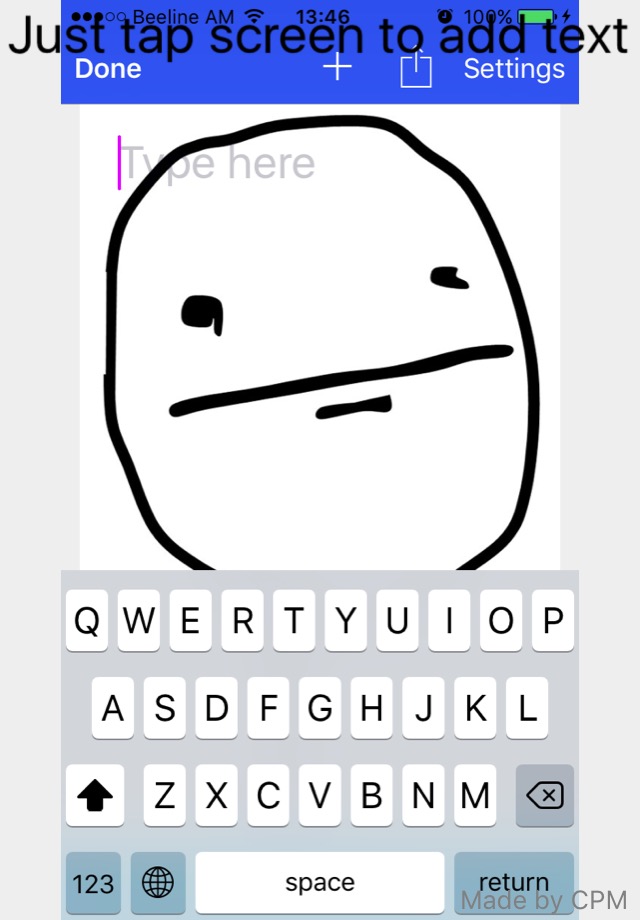 ●●●○○ Beeline AM 13:46 100%
Just tap screen to add text
Done + Settings
Type here
Q W E R T Y U I O P
A S D F G H J K L
Z X C V B N M
123 space return
Made by CPM